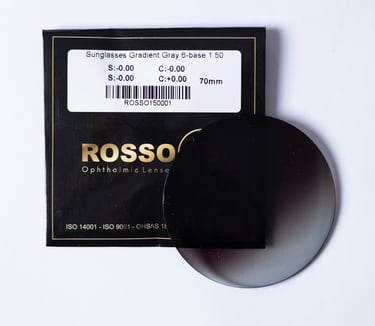 Sunglasses Gradient Gray 6-base 1 50
S:-0.00 C:-0.00
S:-0.00 C:+0.00 70mm
ROSSO150001
ROSSO
Ophthalmic Lense
ISO 14001 - ISO 9001 - OHSAS 18